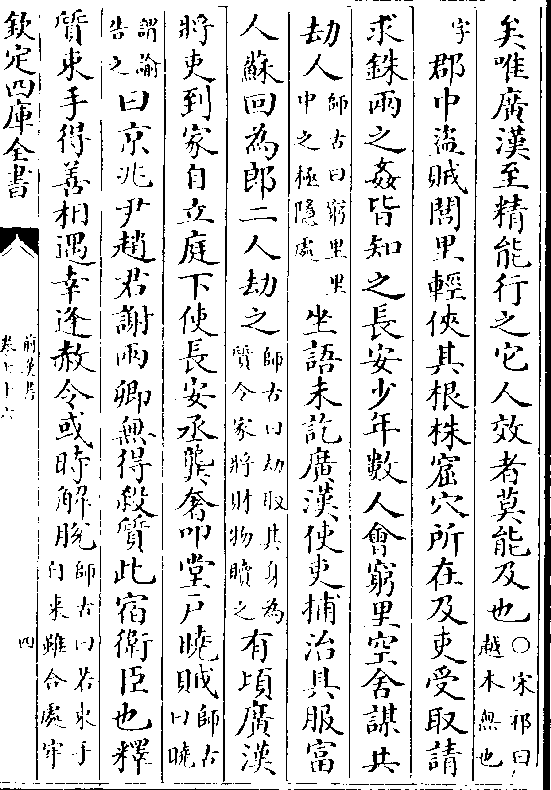 矣唯廣漢至精能行之它人效者莫能及也○宋祁曰越本無也
字郡中盜賊閭里輕俠其根株窟穴所在及吏受取請
求銖兩之姦皆知之長安少年數人會窮里空舍謀共
劫人師古曰窮里里中之極隱處坐語未訖廣漢使吏捕治具服富
人蘇回為郎二人劫之師古曰劫取其身為質令家將財物贖之有頃廣漢
將吏到家自立庭下使長安丞龔奢叩堂戶曉賊師古曰曉
謂諭告之曰京兆尹趙君謝兩卿無得殺質此宿衛臣也釋
質束手得善相遇幸逢赦令或時解脫師古曰若束手自來雖合處牢
欽定四庫全書
前漢書
卷七十六
四